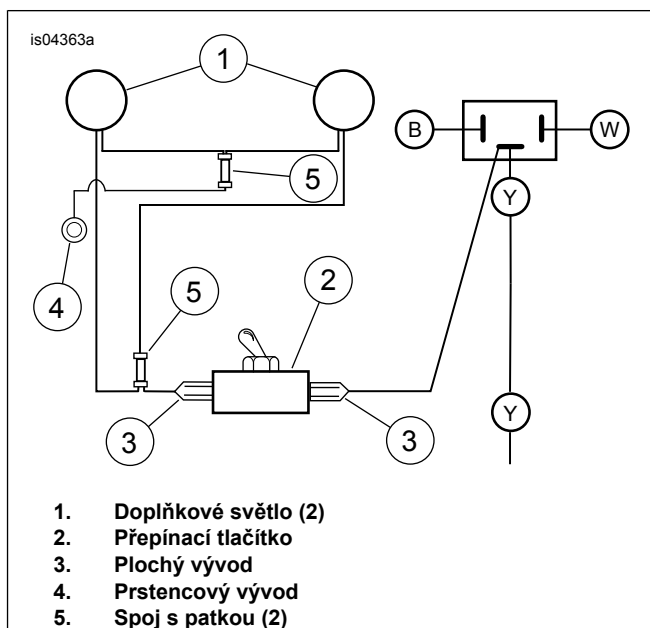 is04363a
1
B
W
5
Y
4
5
2
3
3
Y
1. Doplňkové světlo (2)
2. Přepínací tlačítko
3. Plochý vývod
4. Prstencový vývod
5. Spoj s patkou (2)